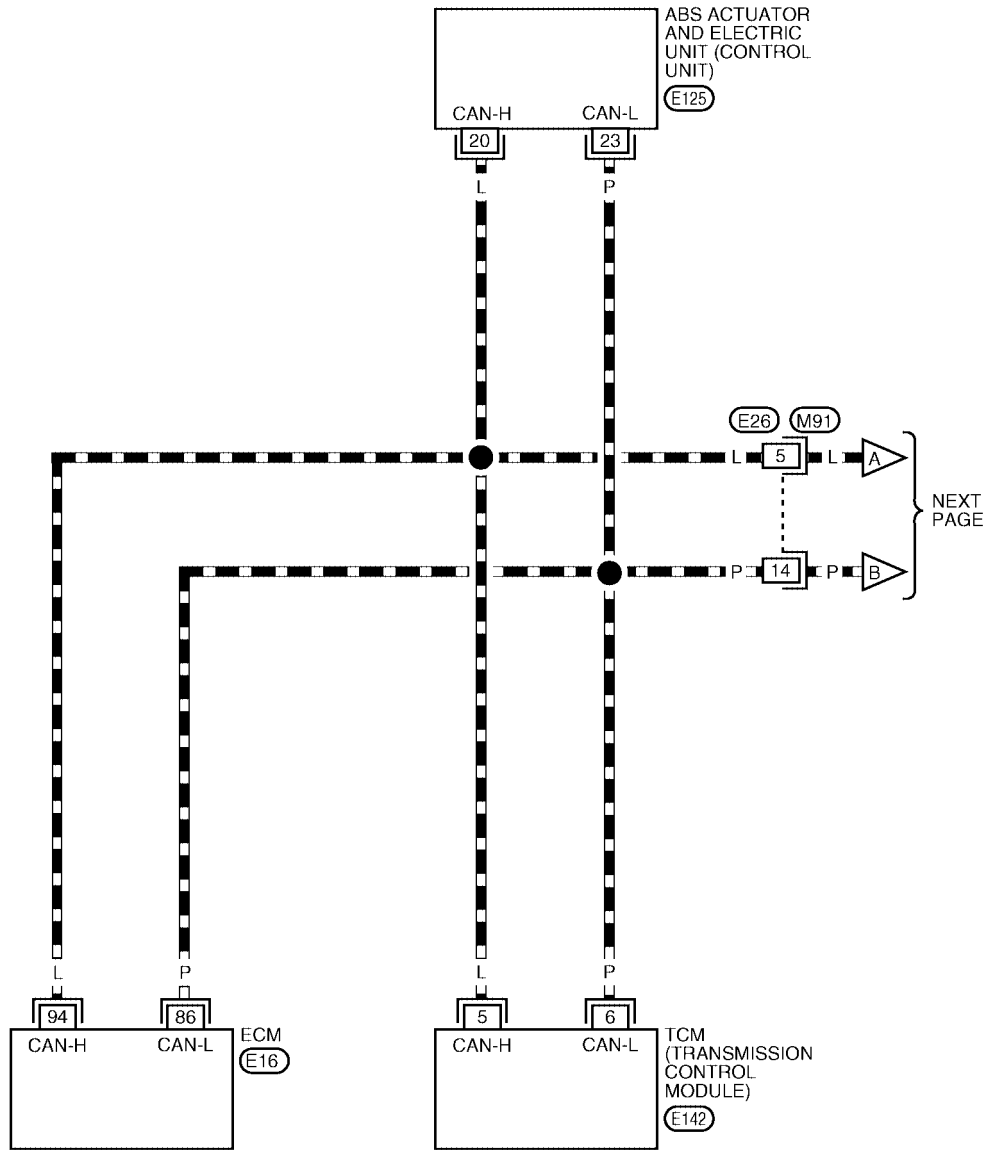 ABS ACTUATOR
AND ELECTRIC
UNIT (CONTROL
UNIT)
E125
CAN-H CAN-L
20 23
L P
E26 M91
L 5 L A
NEXT
PAGE
P 14 P B
L P L P
94 86 5 6
CAN-H CAN-L
ECM
E16
CAN-H CAN-L
TCM
(TRANSMISSION
CONTROL
MODULE)
E142